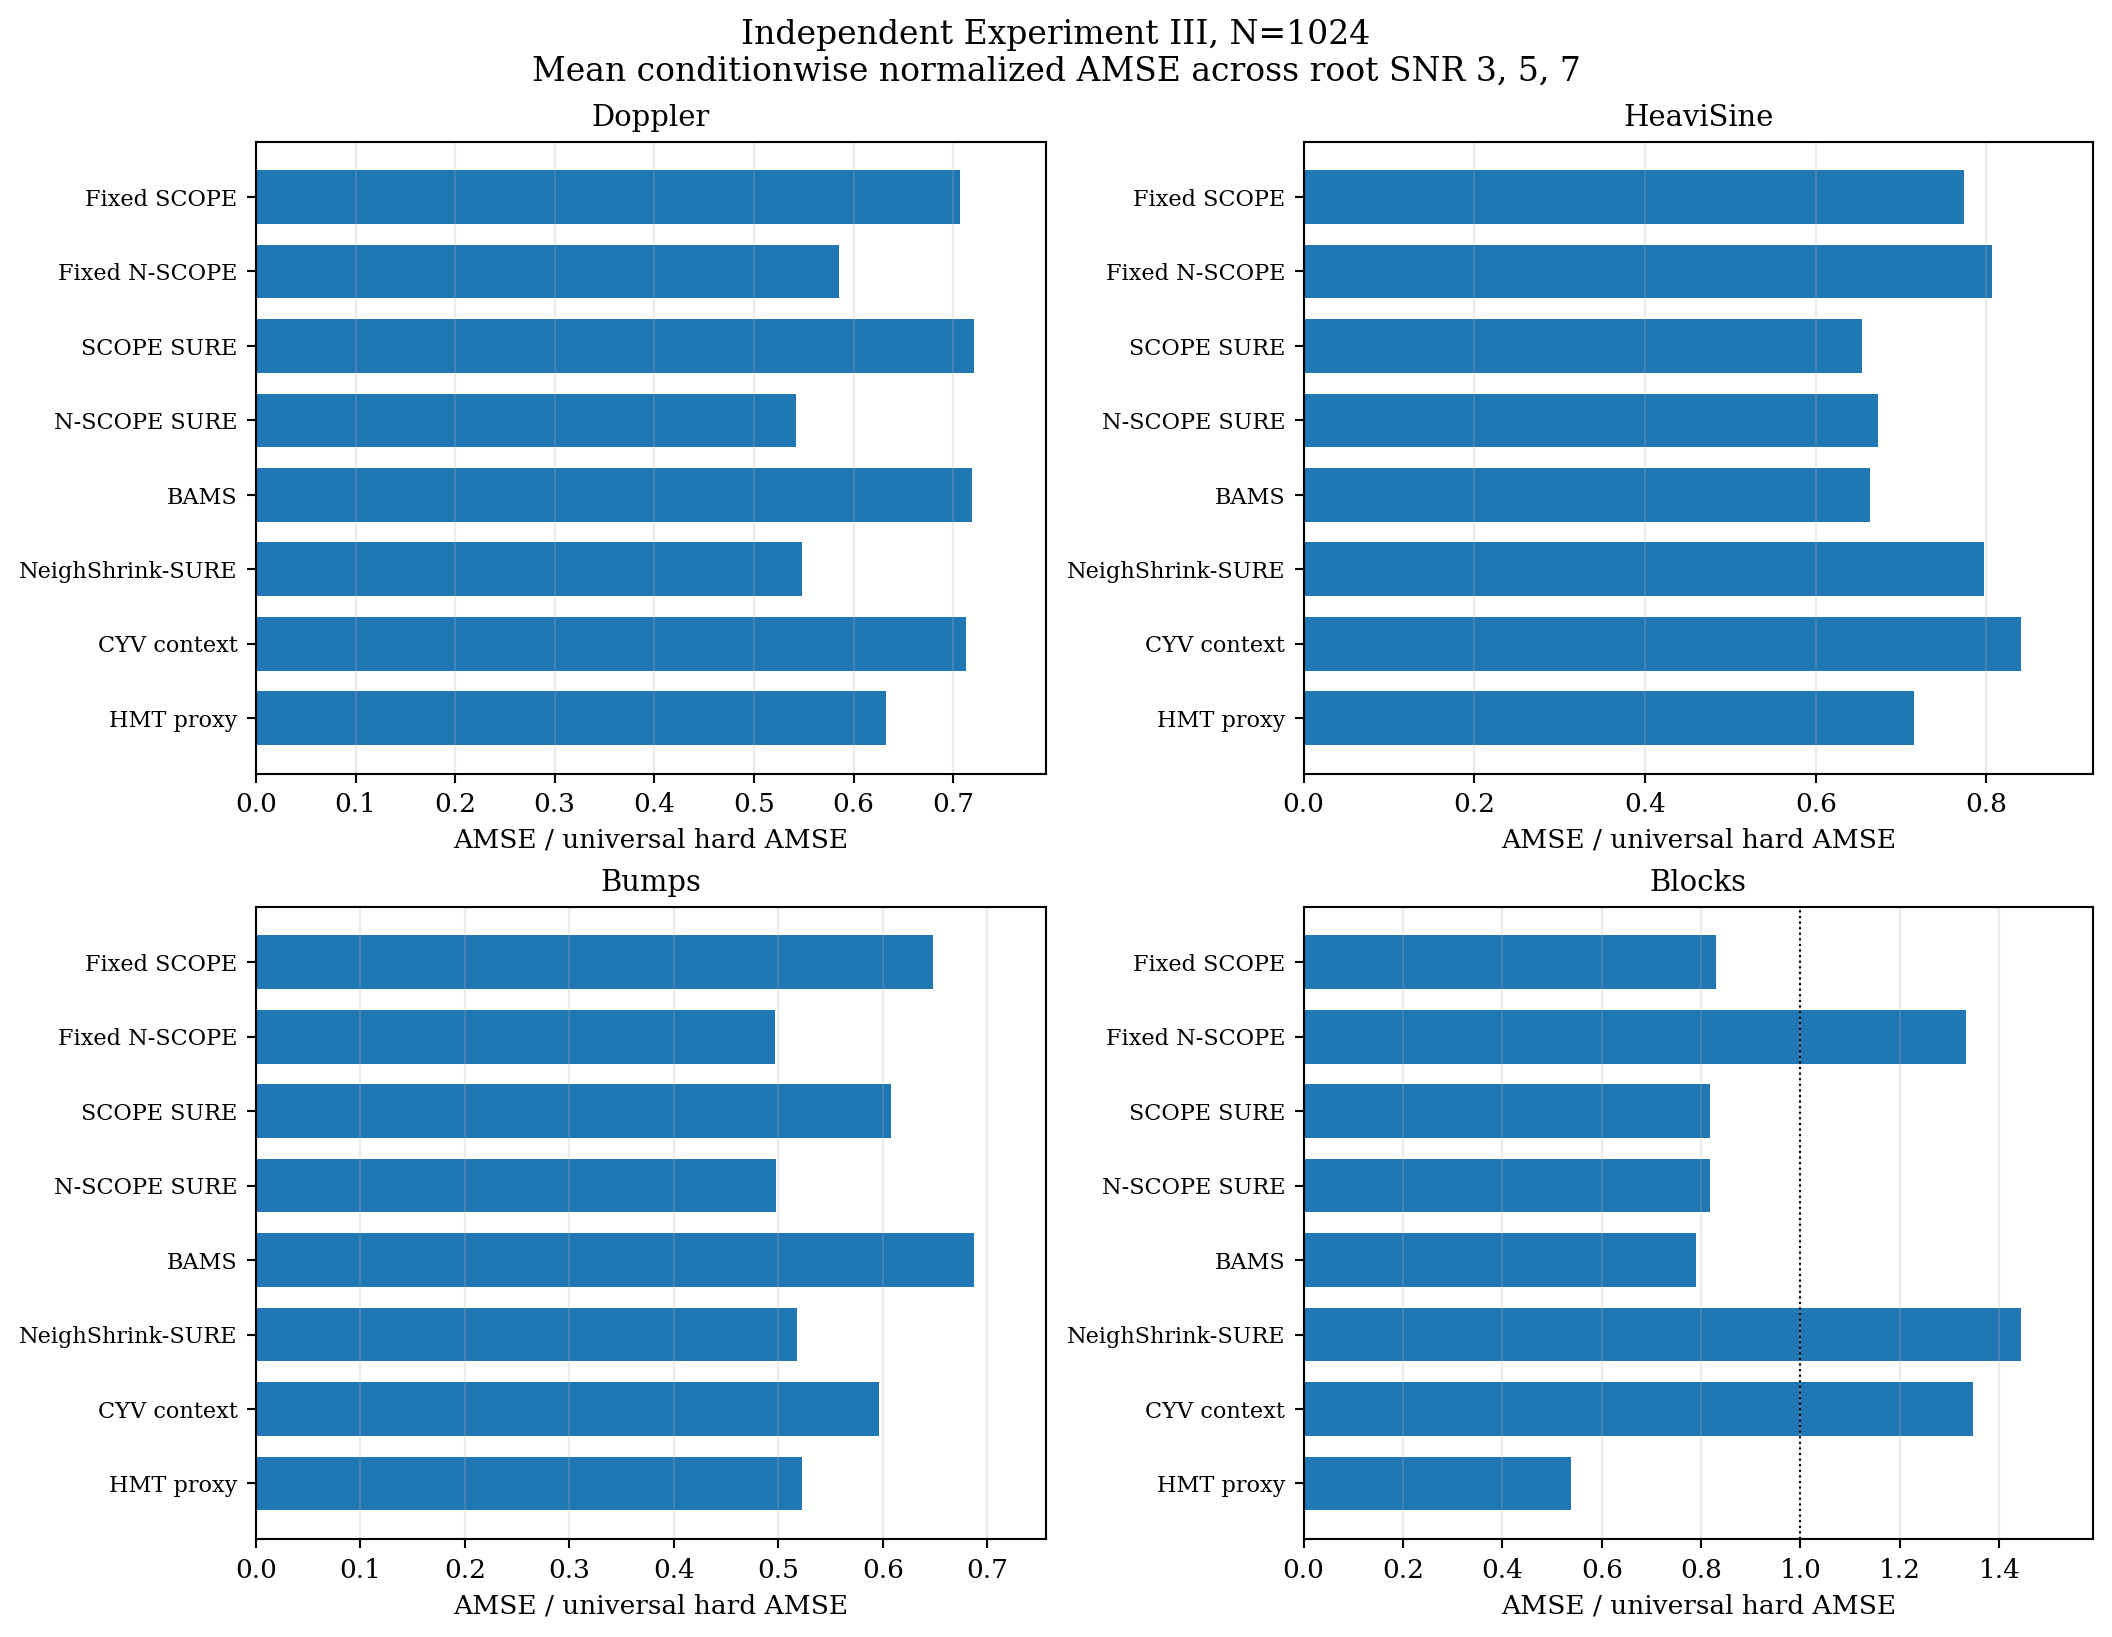 Independent Experiment III, N=1024
Mean conditionwise normalized AMSE across root SNR 3, 5, 7
Doppler
Fixed SCOPE
Fixed N-SCOPE
SCOPE SURE
N-SCOPE SURE
BAMS
NeighShrink-SURE
CYV context
HMT proxy
0.0 0.1 0.2 0.3 0.4 0.5 0.6 0.7
AMSE / universal hard AMSE
HeaviSine
Fixed SCOPE
Fixed N-SCOPE
SCOPE SURE
N-SCOPE SURE
BAMS
NeighShrink-SURE
CYV context
HMT proxy
0.0 0.2 0.4 0.6 0.8
AMSE / universal hard AMSE
Bumps
Fixed SCOPE
Fixed N-SCOPE
SCOPE SURE
N-SCOPE SURE
BAMS
NeighShrink-SURE
CYV context
HMT proxy
0.0 0.1 0.2 0.3 0.4 0.5 0.6 0.7
AMSE / universal hard AMSE
Blocks
Fixed SCOPE
Fixed N-SCOPE
SCOPE SURE
N-SCOPE SURE
BAMS
NeighShrink-SURE
CYV context
HMT proxy
0.0 0.2 0.4 0.6 0.8 1.0 1.2 1.4
AMSE / universal hard AMSE